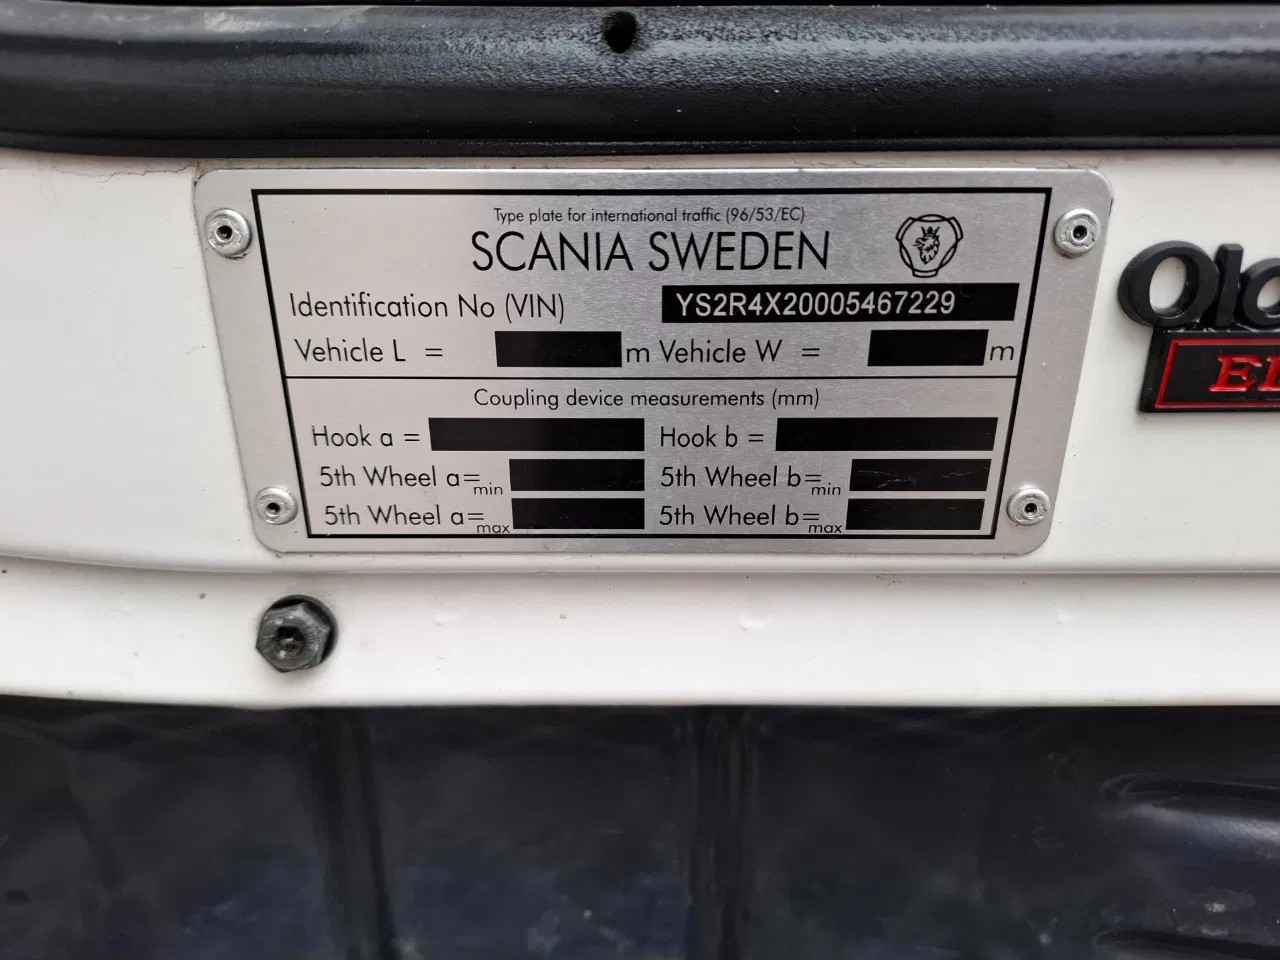 Type plate for international traffic (96/53/EC)
SCANIA SWEDEN
Identification No (VIN) YS2R4X20005467229
Vehicle L = m Vehicle W = m
Coupling device measurements (mm)
Hook a = Hook b =
5th Wheel a=min 5th Wheel b=min
5th Wheel a=max 5th Wheel b=max